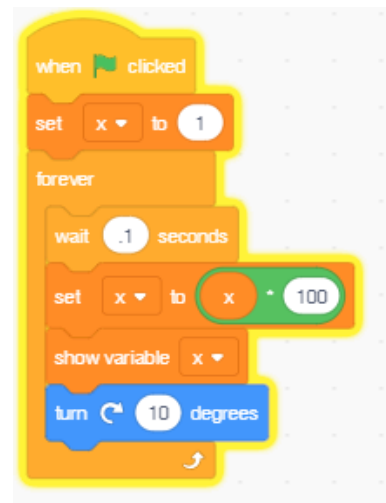 when clicked
set x to 1
forever
wait .1 seconds
set x to x * 100
show variable x
turn 10 degrees